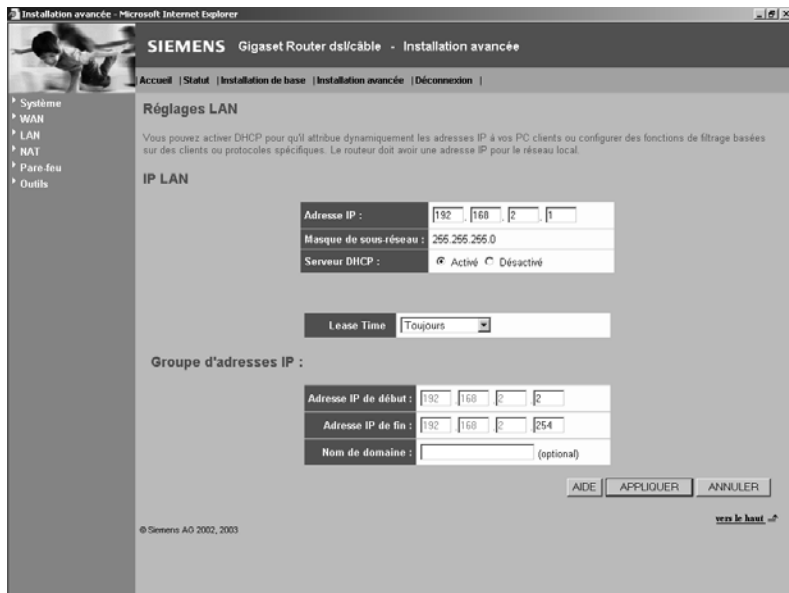 Installation avancée - Microsoft Internet Explorer
SIEMENS Gigaset Router dsl/câble - Installation avancée
Accueil | Statut | Installation de base | Installation avancée | Déconnexion |
Système
WAN
LAN
NAT
Pare-feu
Outils
Réglages LAN
Vous pouvez activer DHCP pour qu'il attribue dynamiquement les adresses IP à vos PC clients ou configurer des fonctions de filtrage basées
sur des clients ou protocoles spécifiques. Le routeur doit avoir une adresse IP pour le réseau local.
IP LAN
Adresse IP : 192 . 168 . 2 . 1
Masque de sous-réseau : 255.255.255.0
Serveur DHCP : Activé Désactivé
Lease Time Toujours
Groupe d'adresses IP :
Adresse IP de début : 192 . 168 . 2 . 2
Adresse IP de fin : 192 . 168 . 2 . 254
Nom de domaine : (optional)
AIDE APPLIQUER ANNULER
vers le haut
© Siemens AG 2002, 2003